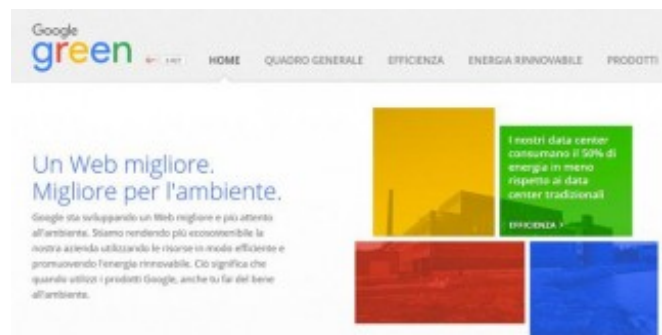 Google
green
HOME QUADRO GENERALE EFFICIENZA ENERGIA RINNOVABILE PRODOTTI
Un Web migliore.
Migliore per l'ambiente.
Google sta sviluppando un Web migliore e più attento
all'ambiente. Stiamo rendendo più ecosostenibile la
nostra azienda utilizzando le risorse in modo efficiente e
promuovendo l'energia rinnovabile. Ciò significa che
quando utilizzi i prodotti Google, anche tu fai del bene
all'ambiente.
I nostri data center
consumano il 50% di
energia in meno
rispetto ai data
center tradizionali
EFFICIENZA >